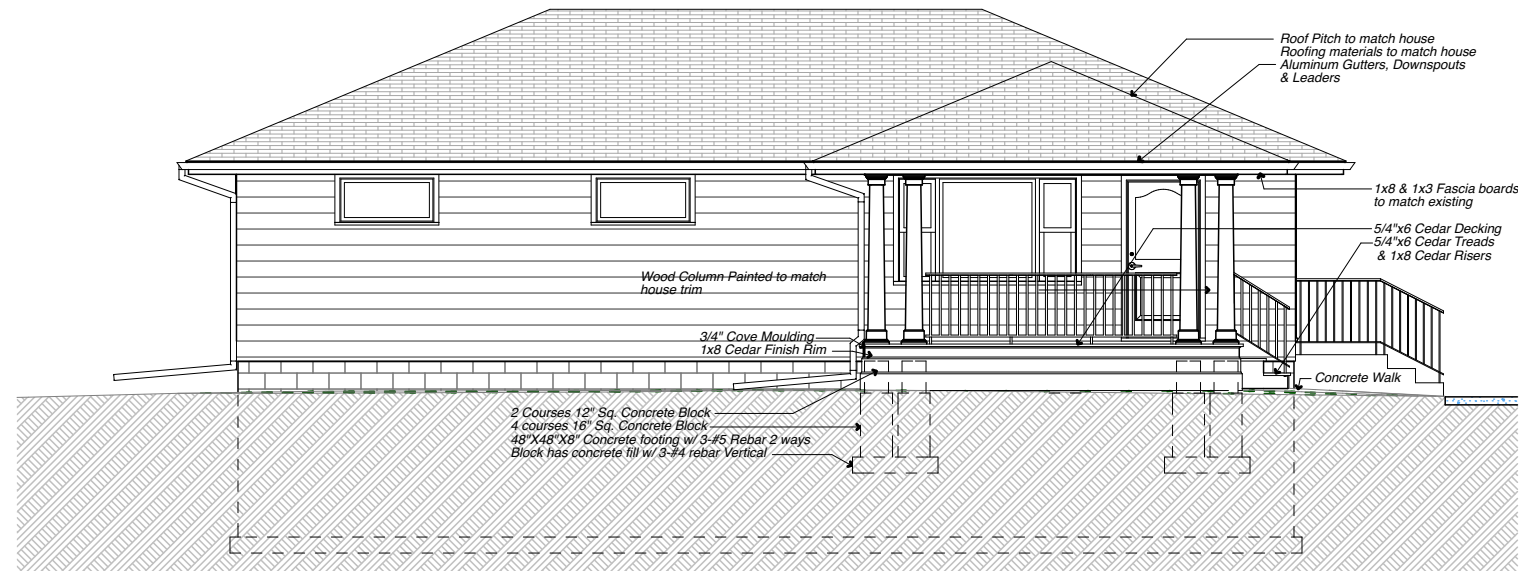 Roof Pitch to match house
Roofing materials to match house
Aluminum Gutters, Downspouts
& Leaders
1x8 & 1x3 Fascia boards
to match existing
5/4"x6 Cedar Decking
5/4"x6 Cedar Treads
& 1x8 Cedar Risers
Wood Column Painted to match
house trim
3/4" Cove Moulding
1x8 Cedar Finish Rim
Concrete Walk
2 Courses 12" Sq. Concrete Block
4 courses 16" Sq. Concrete Block
48"X48"X8" Concrete footing w/ 3-#5 Rebar 2 ways
Block has concrete fill w/ 3-#4 rebar Vertical